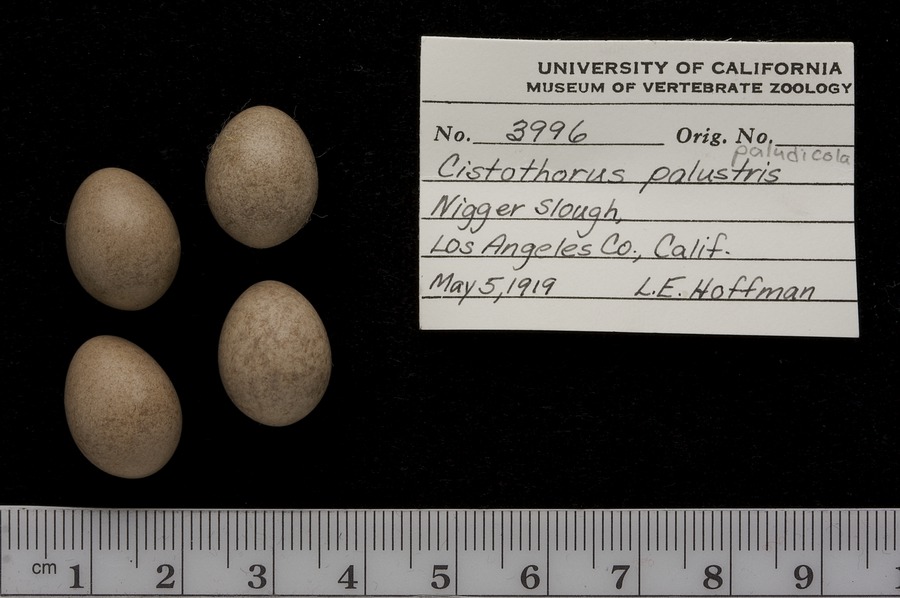 UNIVERSITY OF CALIFORNIA
MUSEUM OF VERTEBRATE ZOOLOGY
No. 3996 Orig. No.
paludicola
Cistothorus palustris
Nigger Slough,
Los Angeles Co., Calif.
May 5, 1919 L.E. Hoffman
cm 1 2 3 4 5 6 7 8 9 1